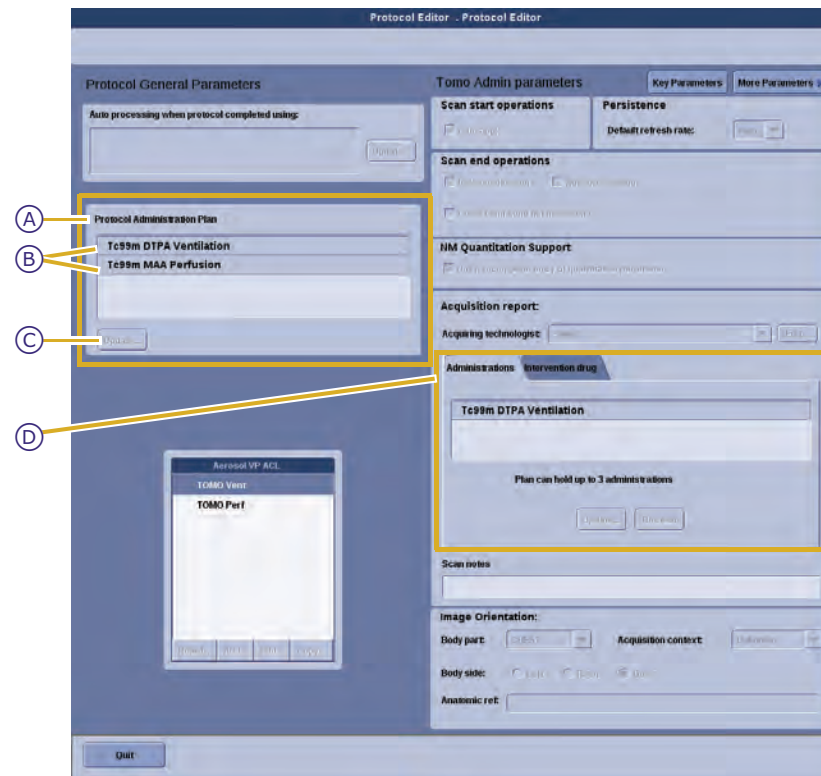 Protocol Editor . Protocol Editor
Protocol General Parameters
Auto processing when protocol completed using:
A
Protocol Administration Plan
B
Tc99m DTPA Ventilation
Tc99m MAA Perfusion
C
D
Aerosol VP ACL
TOMO Vent
TOMO Perf
Quit
Tomo Admin parameters
Key Parameters
More Parameters
Scan start operations
Persistence
Default refresh rate:
Scan end operations
NM Quantitation Support
Acquisition report:
Acquiring technologist:
Administrations
Intervention drug
Tc99m DTPA Ventilation
Plan can hold up to 3 administrations
Scan notes
Image Orientation:
Body part:
Acquisition context:
Body side:
Anatomic ref: